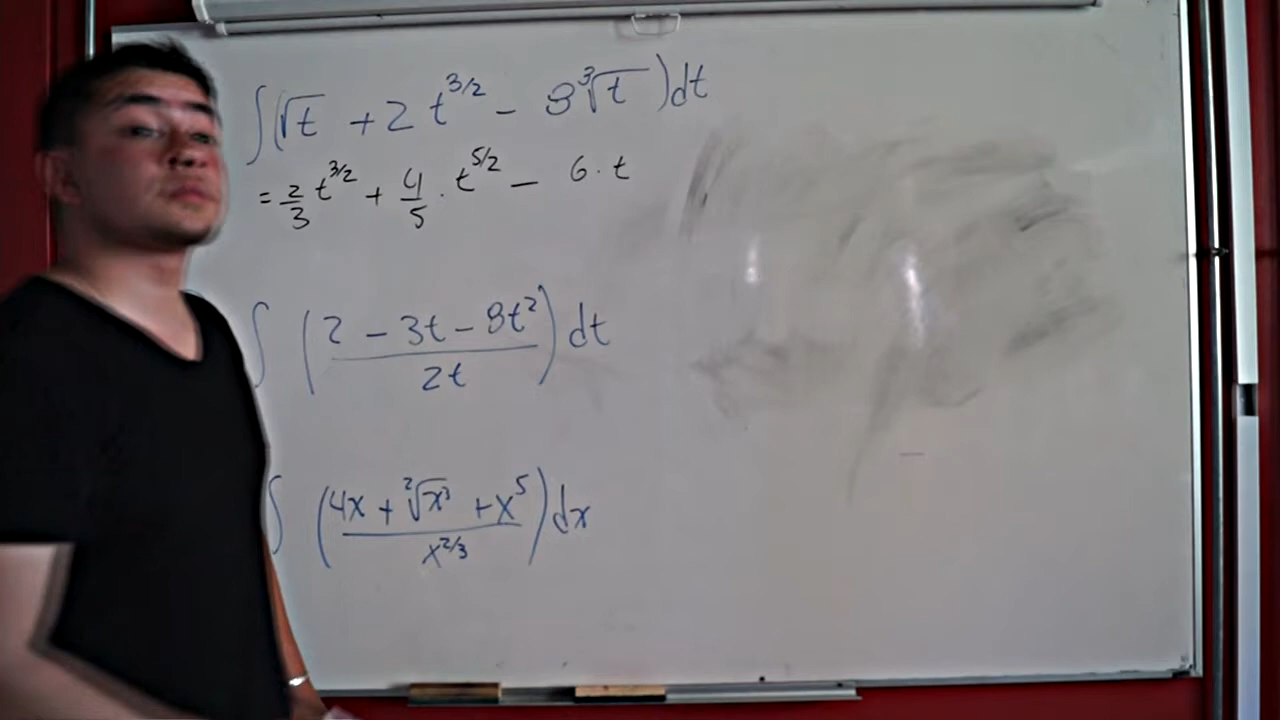 ∫(√t + 2 t^3/2 − 8 ³√t ) dt
= 2/3 t^3/2 + 4/5 · t^5/2 − 6 · t
∫ ( (2 − 3t − 8t²) / 2t ) dt
∫ ( (4x + ²√x³ + x⁵) / x^2/3 ) dx